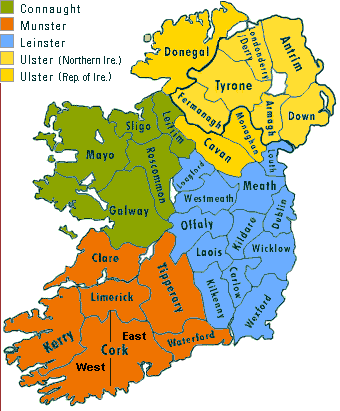 Connaught
Munster
Leinster
Ulster (Northern Ire.)
Ulster (Rep. of Ire.)
Donegal
Londonderry
Derry
Antrim
Tyrone
Fermanagh
Armagh
Down
Monaghan
Cavan
Sligo
Leitrim
Mayo
Roscommon
Galway
Longford
Louth
Meath
Westmeath
Dublin
Offaly
Kildare
Laois
Wicklow
Carlow
Kilkenny
Wexford
Clare
Tipperary
Limerick
Kerry
East
Cork
West
Waterford